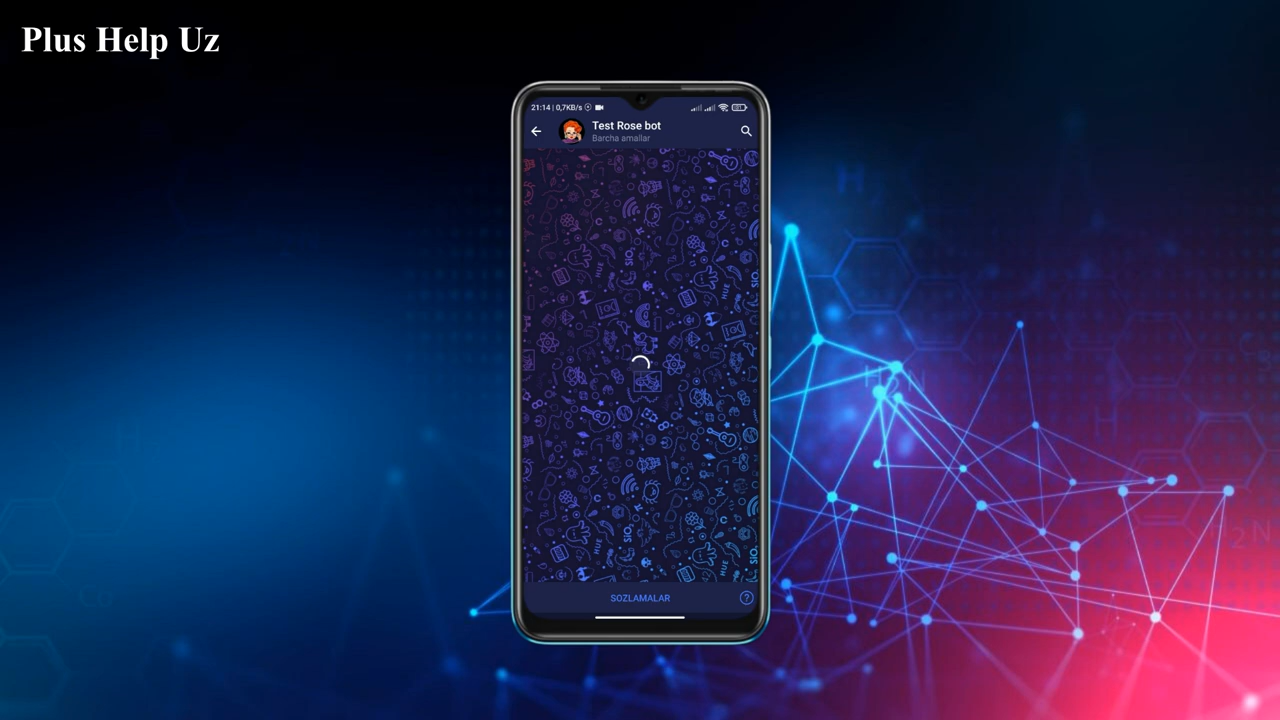 Plus Help Uz
21:14 | 0,7KB/s
Test Rose bot
Barcha amallar
SOZLAMALAR
?